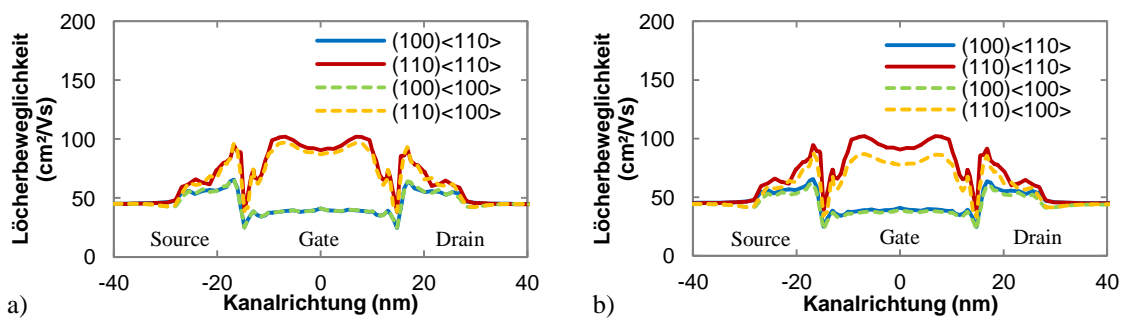 Löcherbeweglichkeit
(cm²/Vs)
200
150
100
50
0
(100)<110>
(110)<110>
(100)<100>
(110)<100>
Source
Gate
Drain
-40
-20
0
20
40
Kanalrichtung (nm)
a)
Löcherbeweglichkeit
(cm²/Vs)
200
150
100
50
0
(100)<110>
(110)<110>
(100)<100>
(110)<100>
Source
Gate
Drain
-40
-20
0
20
40
Kanalrichtung (nm)
b)